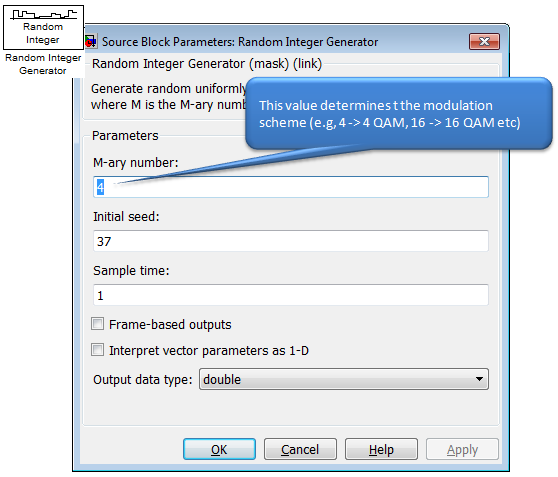 Random
Integer
Random Integer
Generator
Source Block Parameters: Random Integer Generator
Random Integer Generator (mask) (link)
Generate random uniformly
where M is the M-ary numb
This value determines t the modulation
scheme (e.g, 4 -> 4 QAM, 16 -> 16 QAM etc)
Parameters
M-ary number:
4
Initial seed:
37
Sample time:
1
Frame-based outputs
Interpret vector parameters as 1-D
Output data type: double
OK Cancel Help Apply